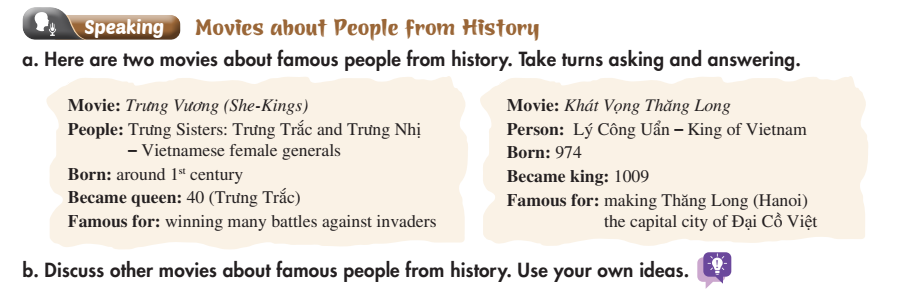 Speaking Movies about People from History
a. Here are two movies about famous people from history. Take turns asking and answering.
Movie: Trưng Vương (She-Kings)
People: Trưng Sisters: Trưng Trắc and Trưng Nhị
– Vietnamese female generals
Born: around 1st century
Became queen: 40 (Trưng Trắc)
Famous for: winning many battles against invaders
Movie: Khát Vọng Thăng Long
Person: Lý Công Uẩn – King of Vietnam
Born: 974
Became king: 1009
Famous for: making Thăng Long (Hanoi)
the capital city of Đại Cồ Việt
b. Discuss other movies about famous people from history. Use your own ideas.